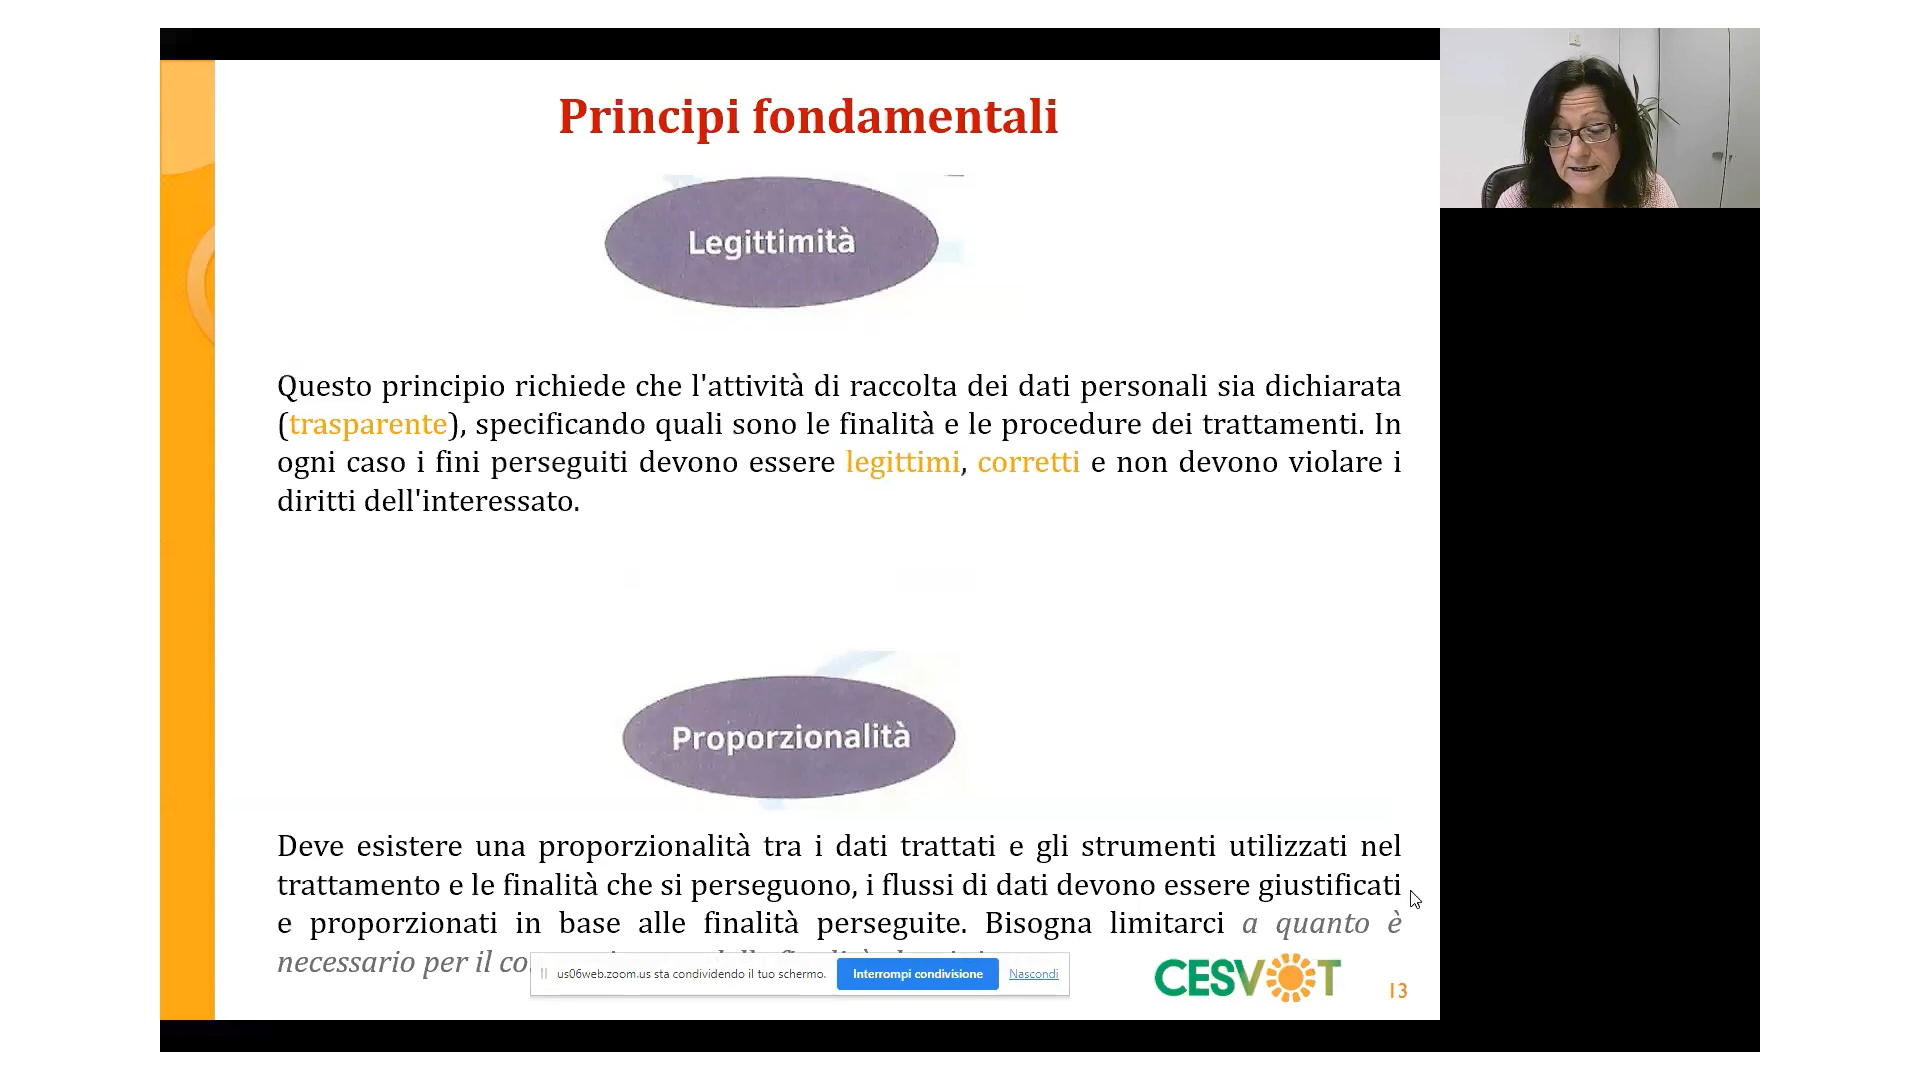 Principi fondamentali
Legittimità
Questo principio richiede che l'attività di raccolta dei dati personali sia dichiarata
(trasparente), specificando quali sono le finalità e le procedure dei trattamenti. In
ogni caso i fini perseguiti devono essere legittimi, corretti e non devono violare i
diritti dell'interessato.
Proporzionalità
Deve esistere una proporzionalità tra i dati trattati e gli strumenti utilizzati nel
trattamento e le finalità che si perseguono, i flussi di dati devono essere giustificati
e proporzionati in base alle finalità perseguite. Bisogna limitarci a quanto è
necessario per il
us06web.zoom.us sta condividendo il tuo schermo. Interrompi condivisione Nascondi
CESVOT
13